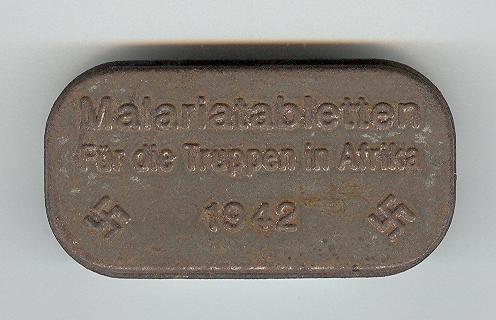 Malariatabletten
Für die Truppen in Afrika
1942